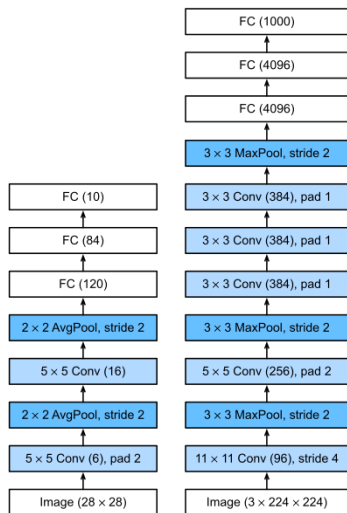 FC (1000)
FC (4096)
FC (4096)
3 × 3 MaxPool, stride 2
3 × 3 Conv (384), pad 1
3 × 3 Conv (384), pad 1
3 × 3 Conv (384), pad 1
3 × 3 MaxPool, stride 2
5 × 5 Conv (256), pad 2
3 × 3 MaxPool, stride 2
11 × 11 Conv (96), stride 4
Image (3 × 224 × 224)
FC (10)
FC (84)
FC (120)
2 × 2 AvgPool, stride 2
5 × 5 Conv (16)
2 × 2 AvgPool, stride 2
5 × 5 Conv (6), pad 2
Image (28 × 28)